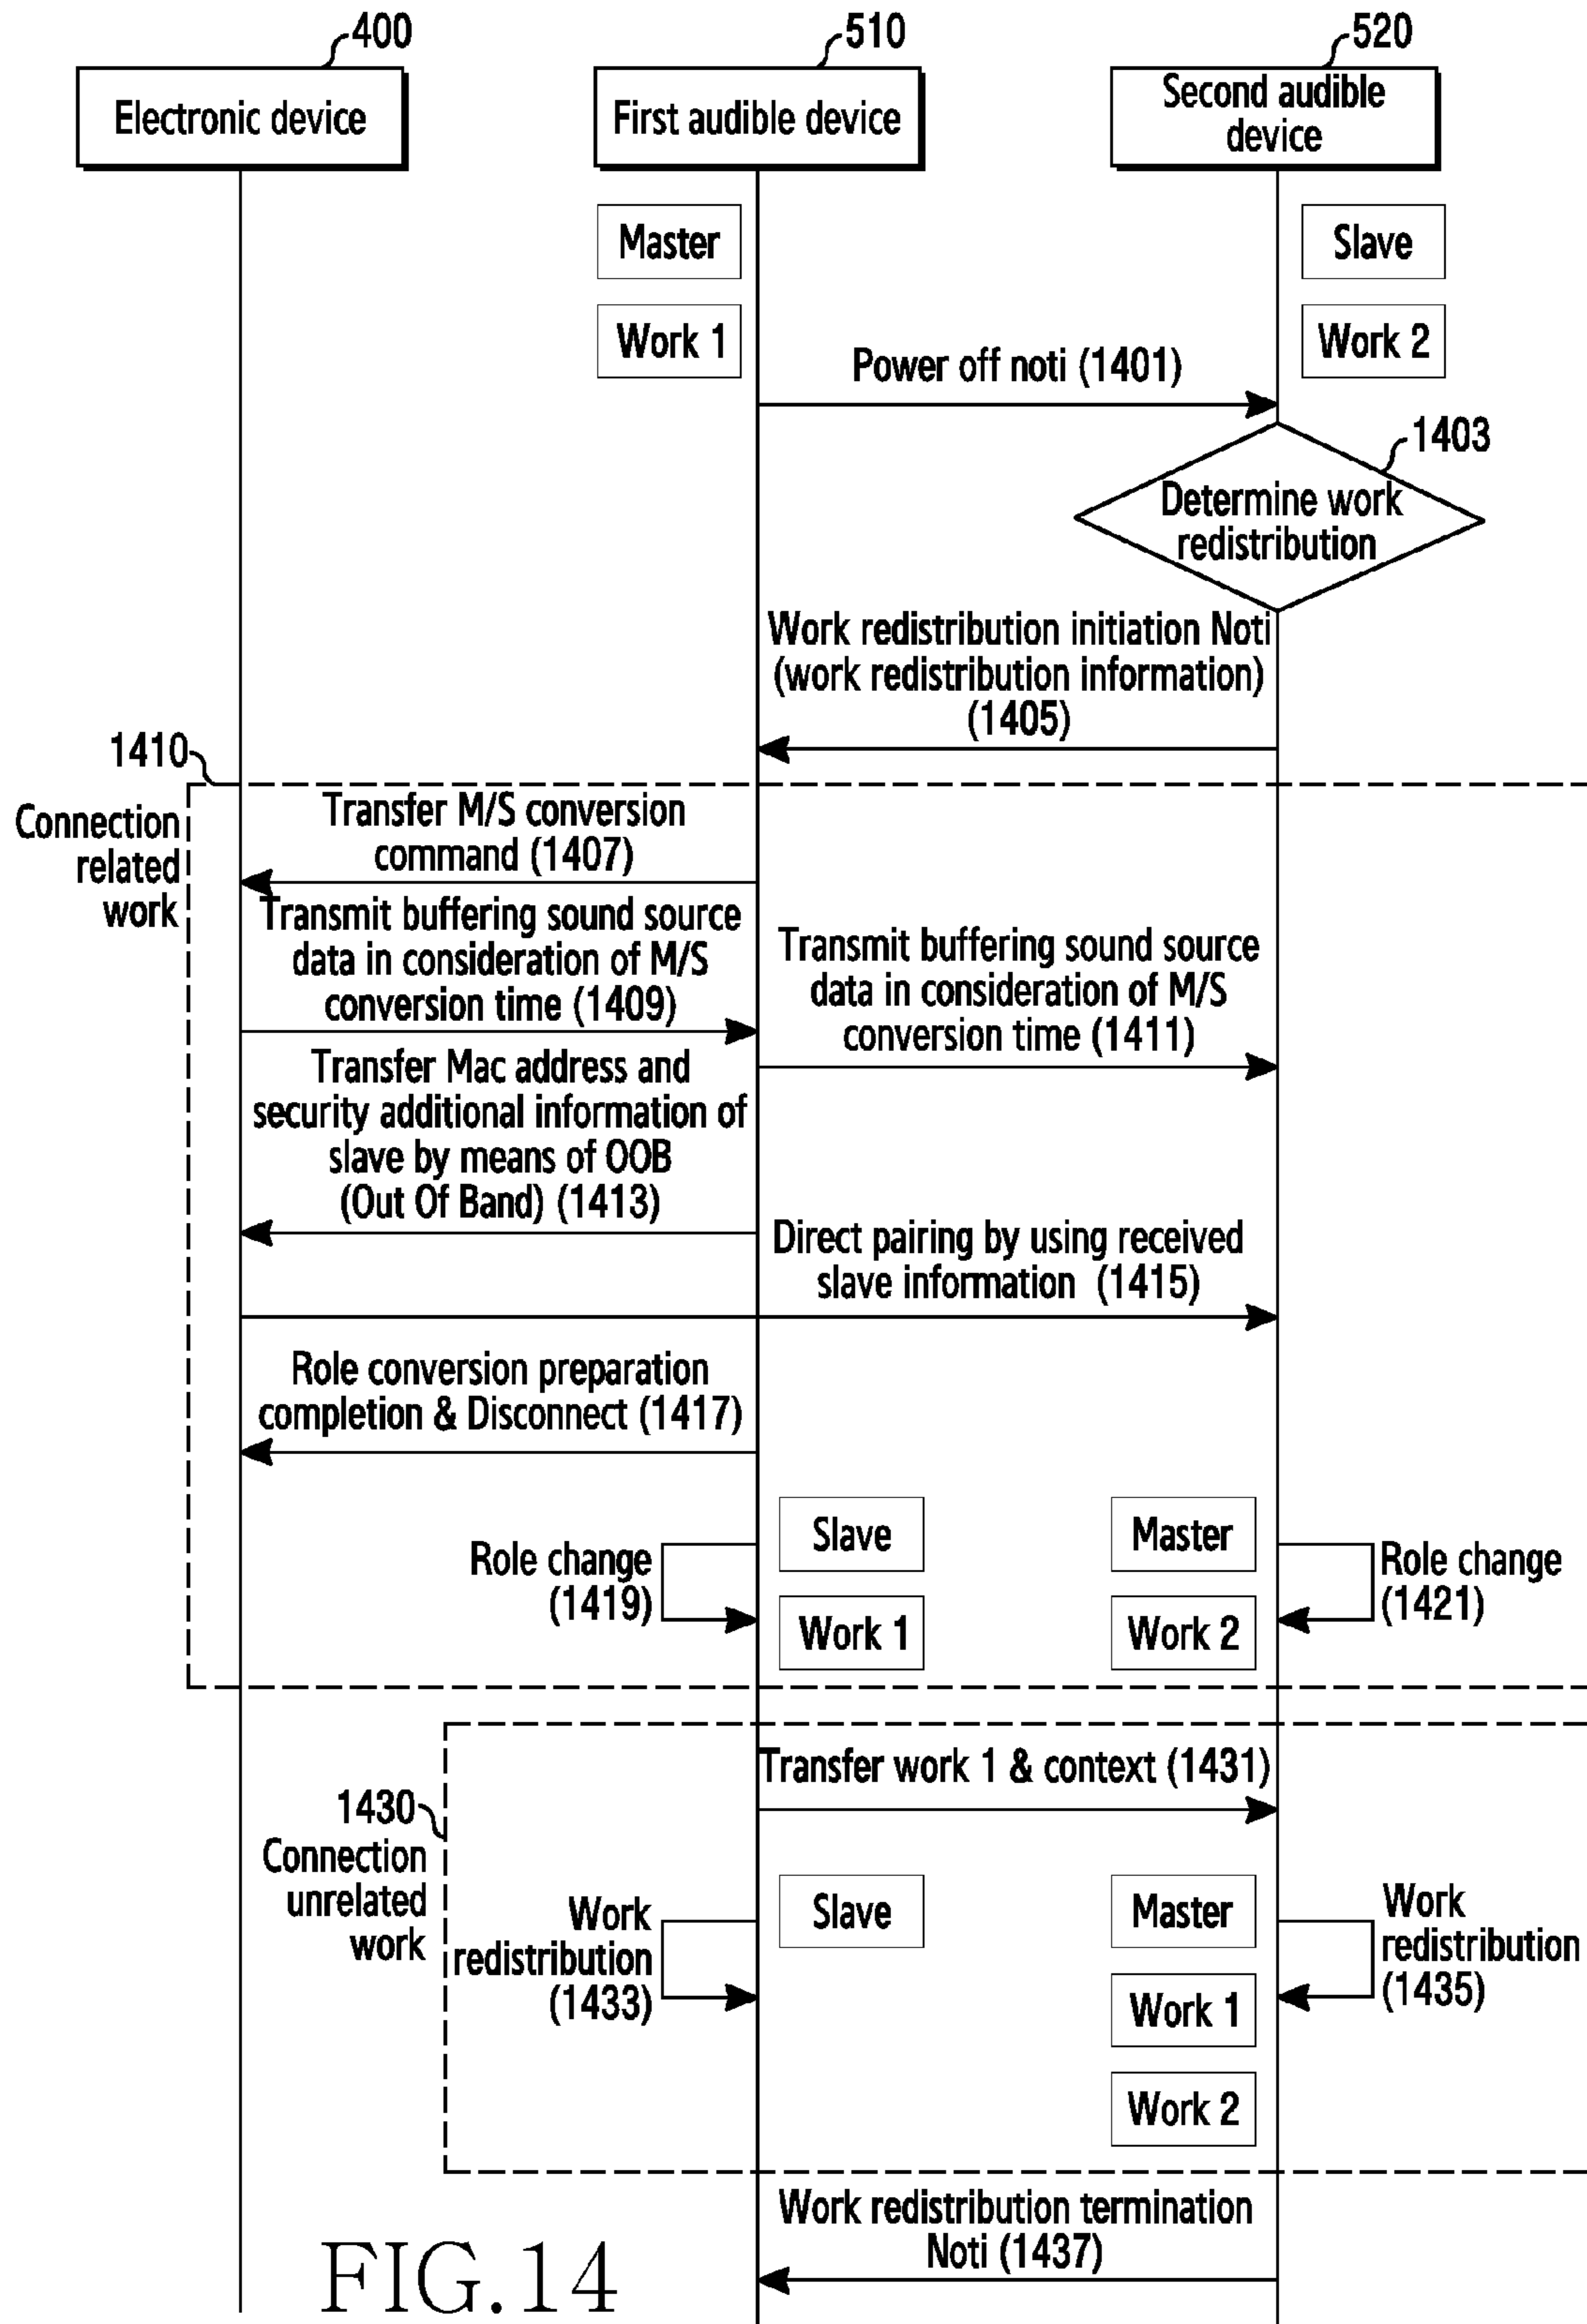 400
510
520
Electronic device
First audible device
Second audible
device
Master
Slave
Work 1
Work 2
Power off noti (1401)
1403
Determine work
redistribution
Work redistribution initiation Noti
(work redistribution information)
(1405)
1410
Connection
related
work
Transfer M/S conversion
command (1407)
Transmit buffering sound source
data in consideration of M/S
conversion time (1409)
Transmit buffering sound source
data in consideration of M/S
conversion time (1411)
Transfer Mac address and
security additional information of
slave by means of OOB
(Out Of Band) (1413)
Direct pairing by using received
slave information (1415)
Role conversion preparation
completion & Disconnect (1417)
Slave
Master
Role change
(1419)
Role change
(1421)
Work 1
Work 2
Transfer work 1 & context (1431)
1430
Connection
unrelated
work
Slave
Master
Work
redistribution
(1433)
Work
redistribution
(1435)
Work 1
Work 2
Work redistribution termination
Noti (1437)
FIG.14